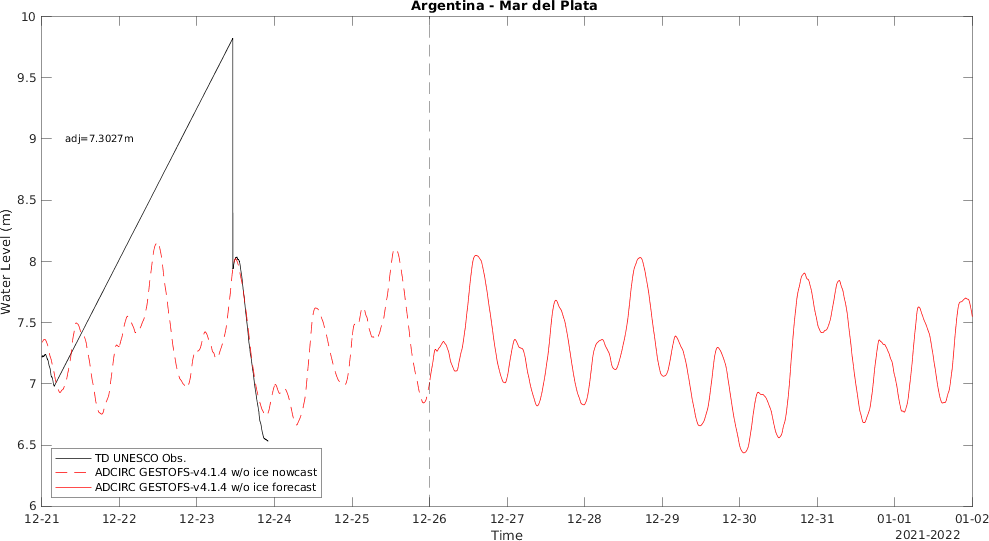 Argentina - Mar del Plata
10
9.5
9
8.5
8
7.5
7
6.5
6
Water Level (m)
adj=7.3027m
TD UNESCO Obs.
ADCIRC GESTOFS-v4.1.4 w/o ice nowcast
ADCIRC GESTOFS-v4.1.4 w/o ice forecast
12-21 12-22 12-23 12-24 12-25 12-26 12-27 12-28 12-29 12-30 12-31 01-01 01-02
Time
2021-2022